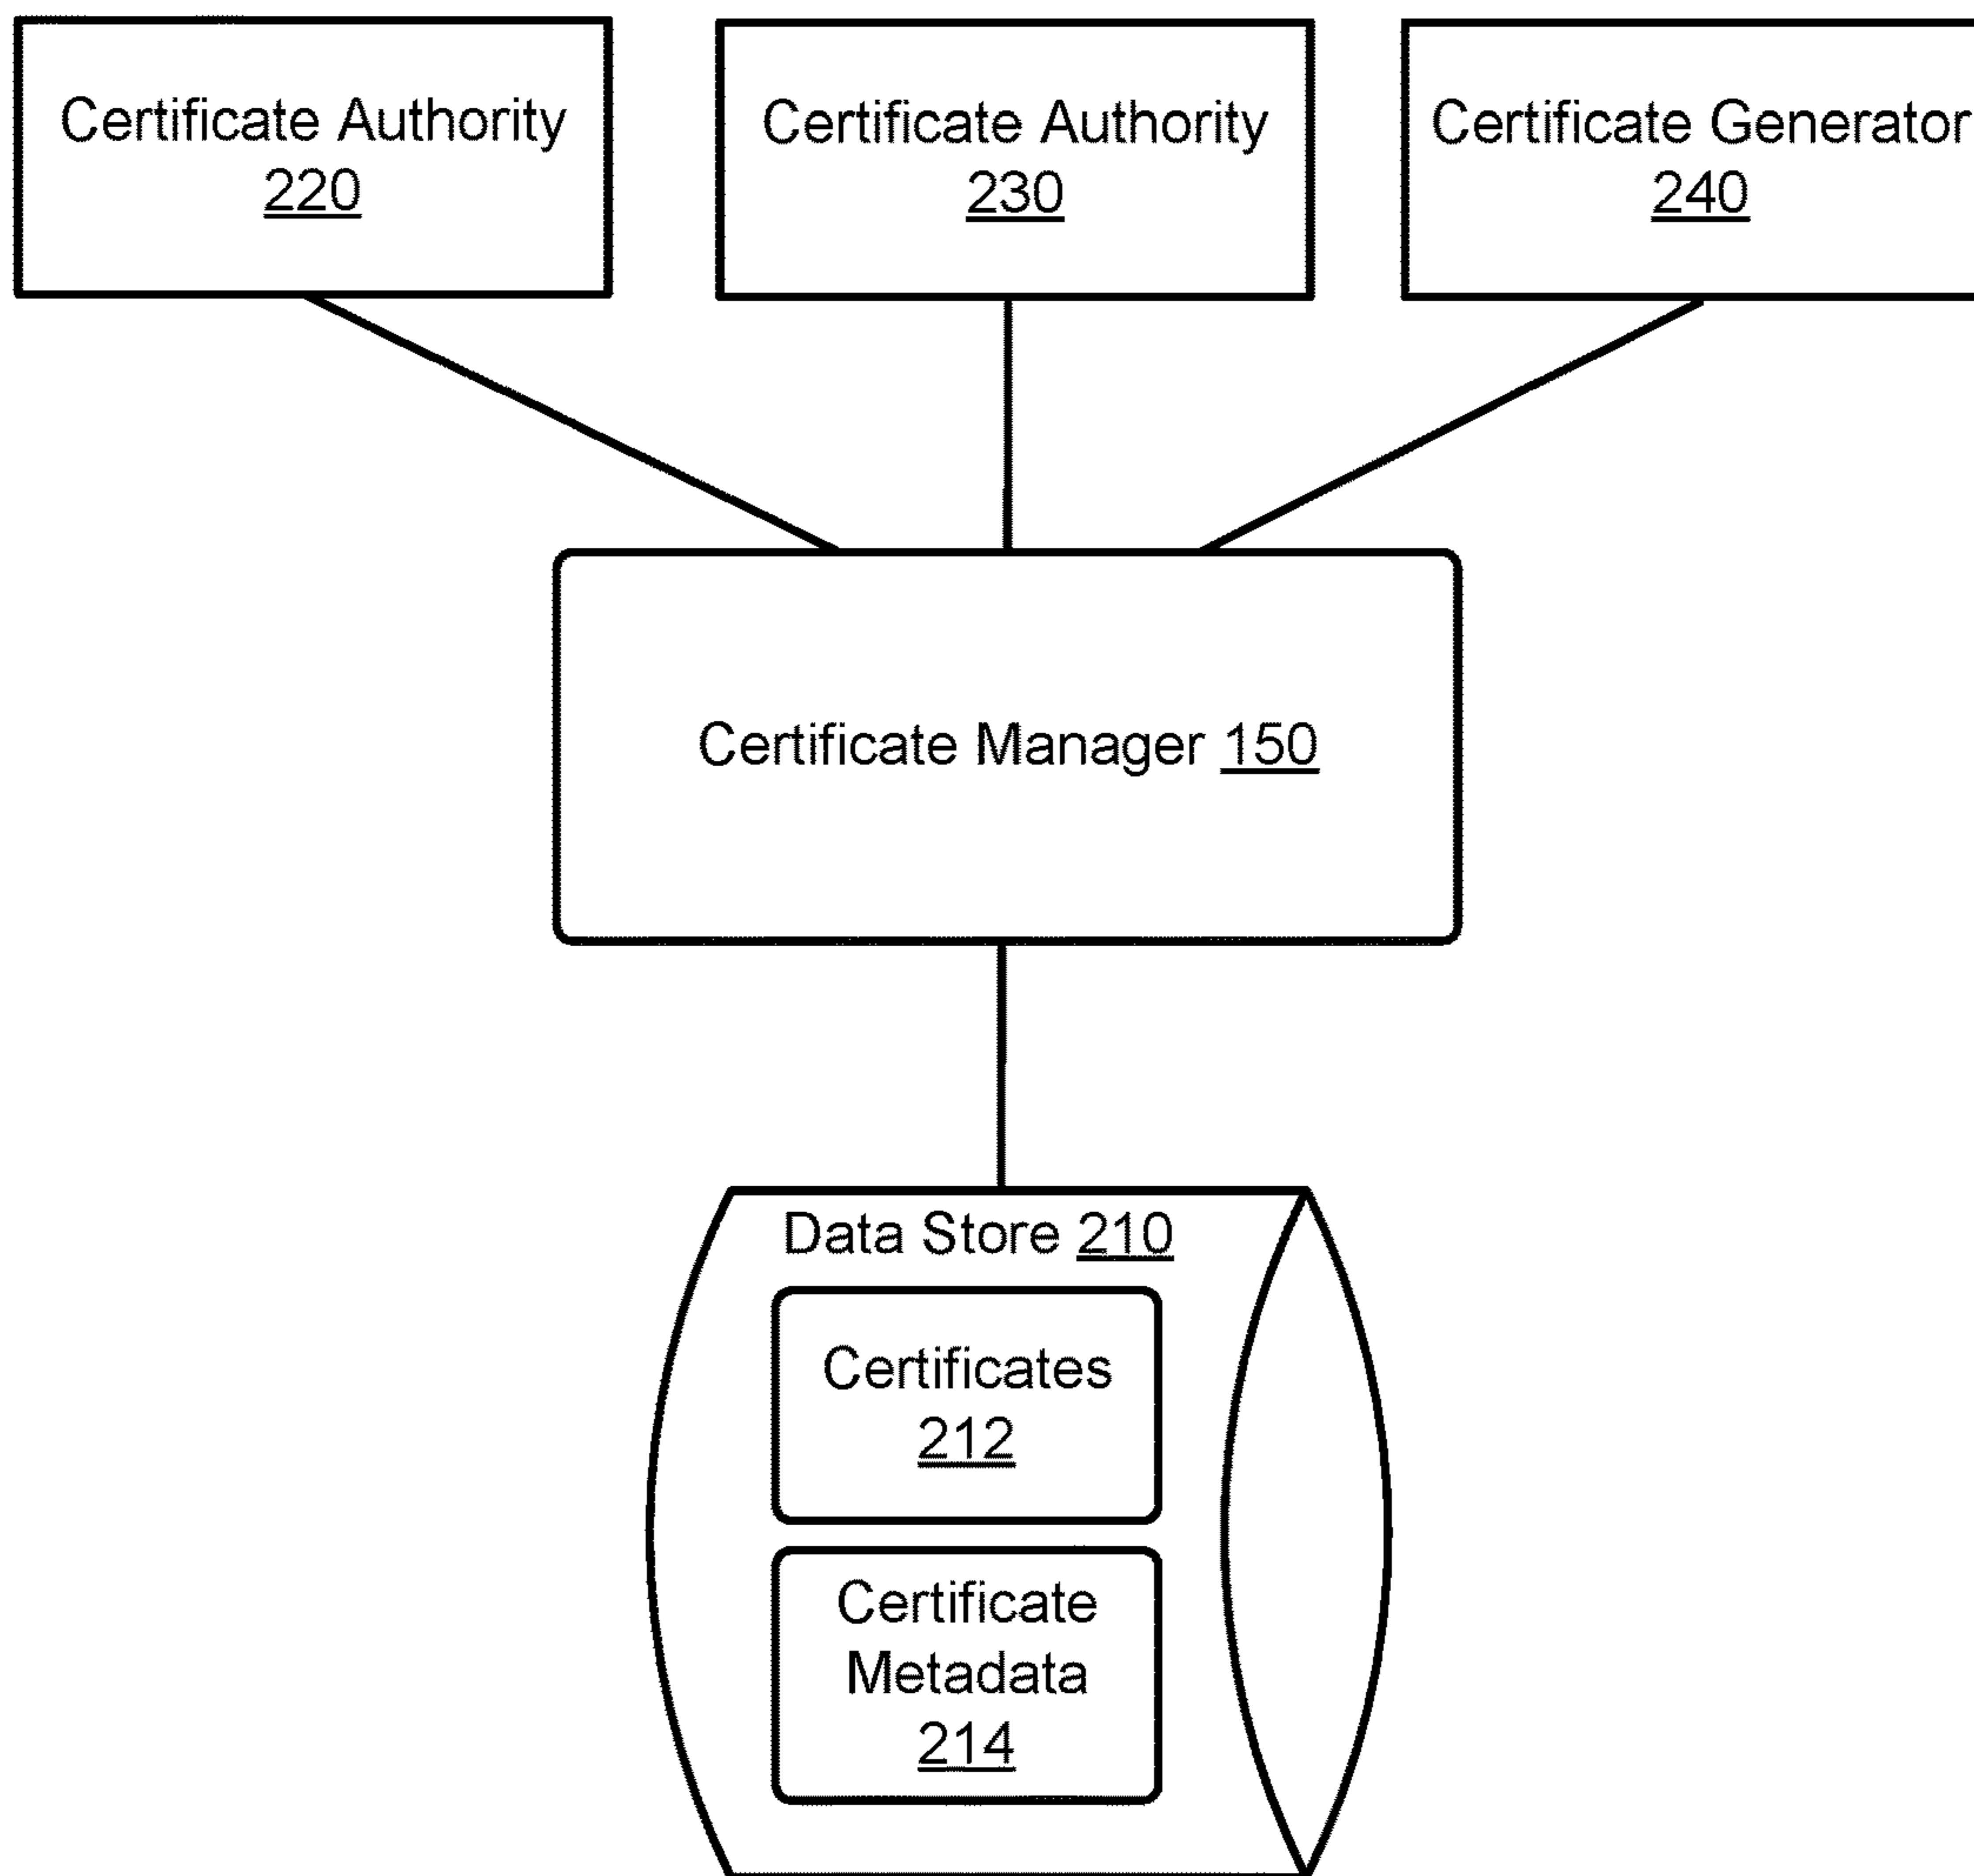 Certificate Authority
220
Certificate Authority
230
Certificate Generator
240
Certificate Manager 150
Data Store 210
Certificates
212
Certificate
Metadata
214